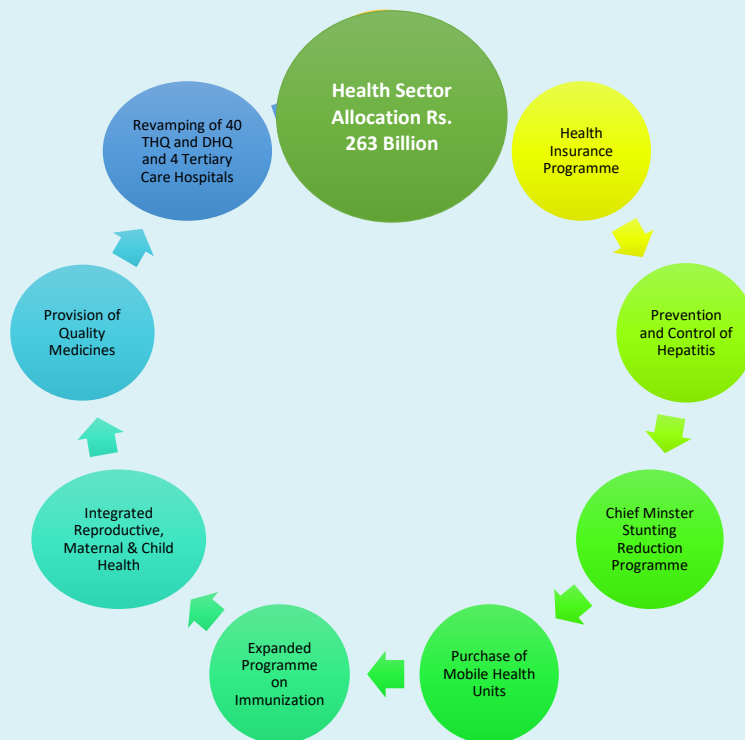 Health Sector
Allocation Rs.
263 Billion
Health
Insurance
Programme
Prevention
and Control of
Hepatitis
Chief Minster
Stunting
Reduction
Programme
Purchase of
Mobile Health
Units
Expanded
Programme
on
Immunization
Integrated
Reproductive,
Maternal & Child
Health
Provision of
Quality
Medicines
Revamping of 40
THQ and DHQ
and 4 Tertiary
Care Hospitals